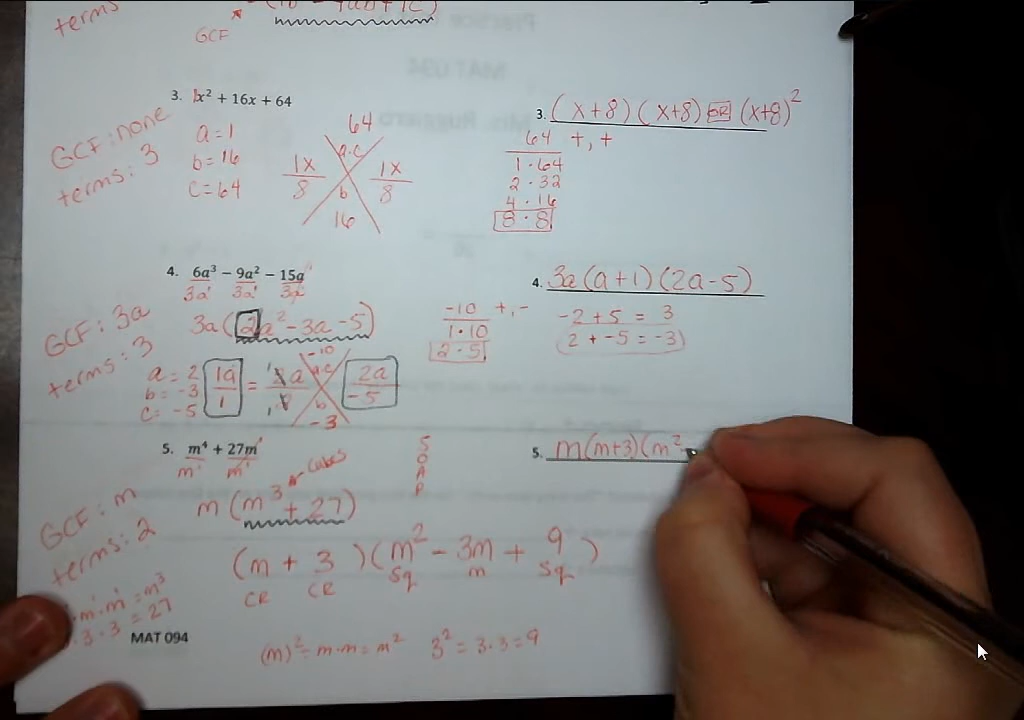 terms
GCF
3. 1x² + 16x + 64
3. (x+8)(x+8) OR (x+8)²
GCF: none
terms: 3
a = 1
b = 16
c = 64
64
a·c
1x 1x
8 8
b
16
64 +, +
1·64
2·32
4·16
8·8
4. 6a³ − 9a² − 15a
3a 3a 3a
4. 3a(a+1)(2a-5)
GCF: 3a
terms: 3
3a(2a² - 3a - 5)
-10 +, -
1·10
2·5
-2 + 5 = 3
2 + -5 = -3
a = 2
b = -3
c = -5
1a
1
= 2a
-10
a·c
b
-3
2a
-5
5. m⁴ + 27m
m¹ m¹
5. m(m+3)(m²
GCF: m
terms: 2
cubes
S
O
A
P
m(m³ + 27)
(m + 3)(m² - 3m + 9)
CR CR Sq m Sq
m·m = m³
3·3 = 27
MAT 094
(m)² = m·m = m² 3² = 3·3 = 9